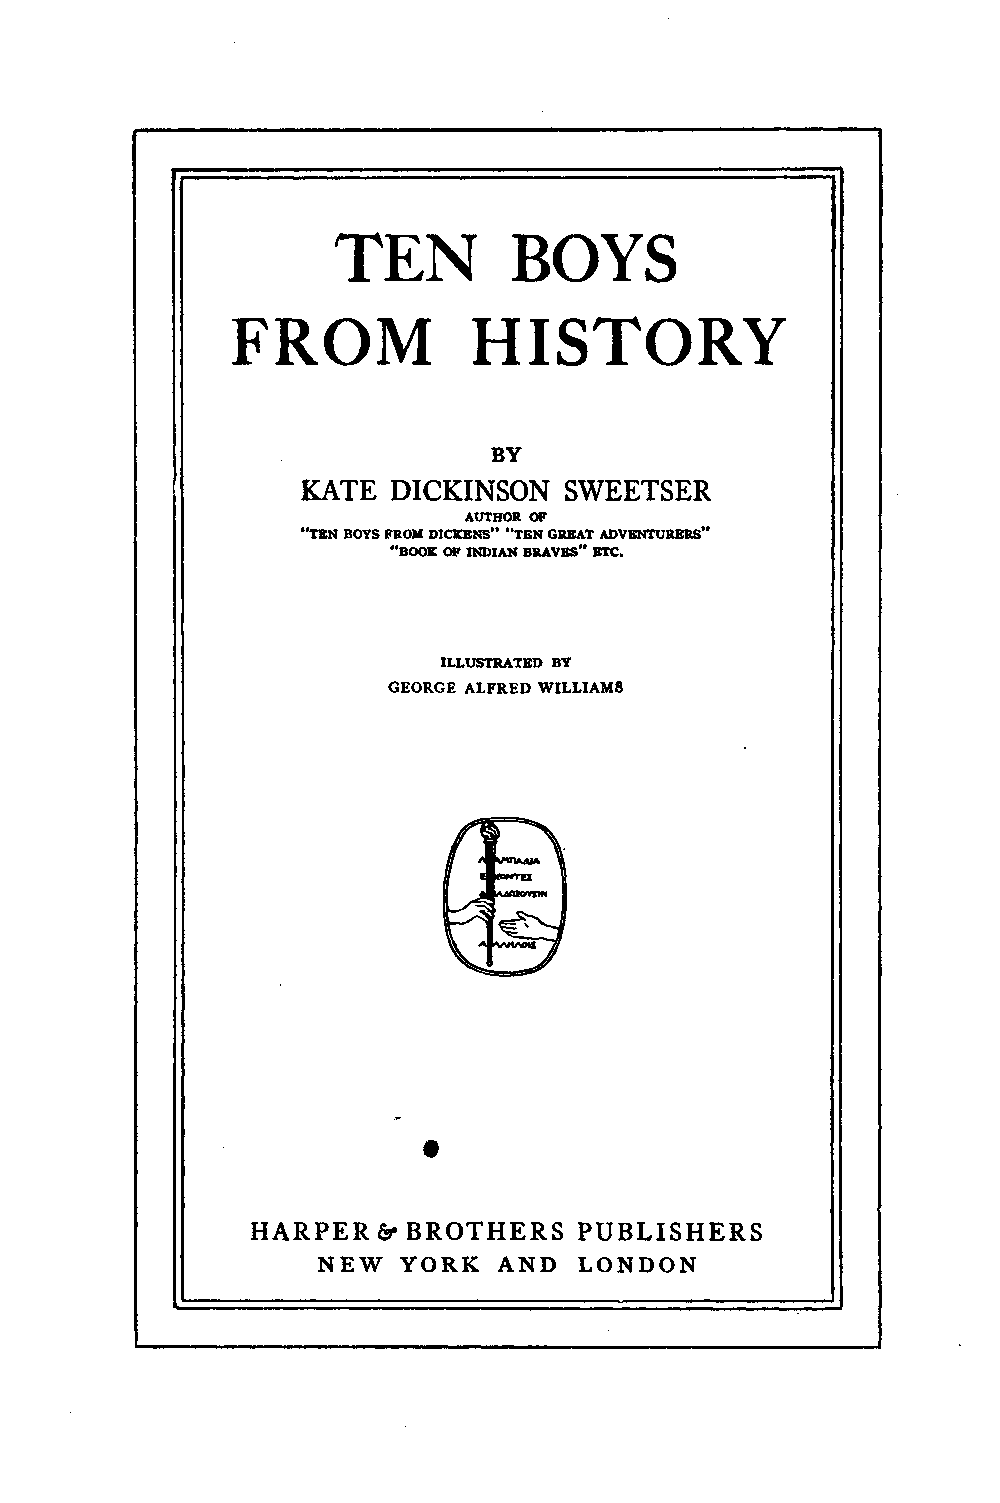 TEN BOYS
FROM HISTORY
BY
KATE DICKINSON SWEETSER
AUTHOR OF
"TEN BOYS FROM DICKENS" "TEN GREAT ADVENTURERS"
"BOOK OF INDIAN BRAVES" ETC.
ILLUSTRATED BY
GEORGE ALFRED WILLIAMS
HARPER & BROTHERS PUBLISHERS
NEW YORK AND LONDON